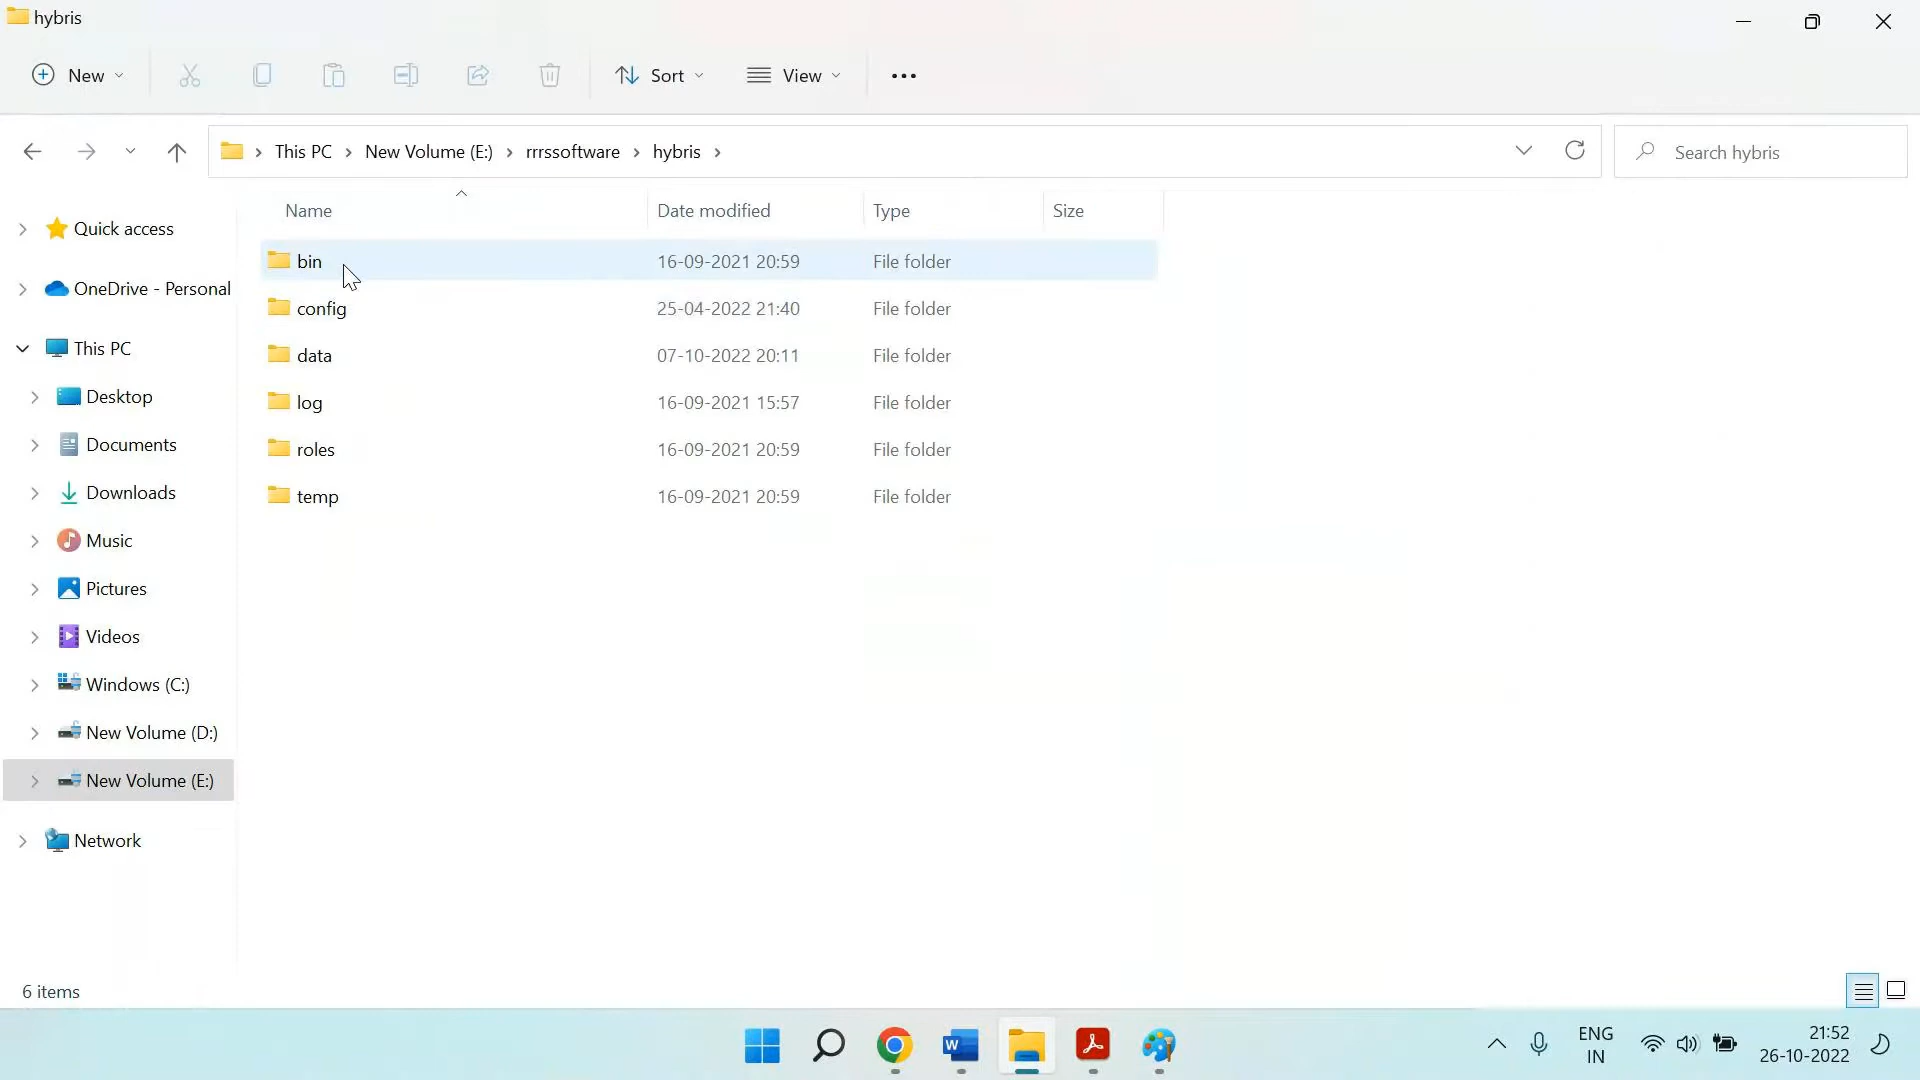 hybris
New
Sort
View
This PC
New Volume (E:)
rrrssoftware
hybris
Search hybris
Quick access
OneDrive - Personal
This PC
Desktop
Documents
Downloads
Music
Pictures
Videos
Windows (C:)
New Volume (D:)
New Volume (E:)
Network
Name Date modified Type Size
bin 16-09-2021 20:59 File folder
config 25-04-2022 21:40 File folder
data 07-10-2022 20:11 File folder
log 16-09-2021 15:57 File folder
roles 16-09-2021 20:59 File folder
temp 16-09-2021 20:59 File folder
6 items
W
ENG
IN
21:52
26-10-2022